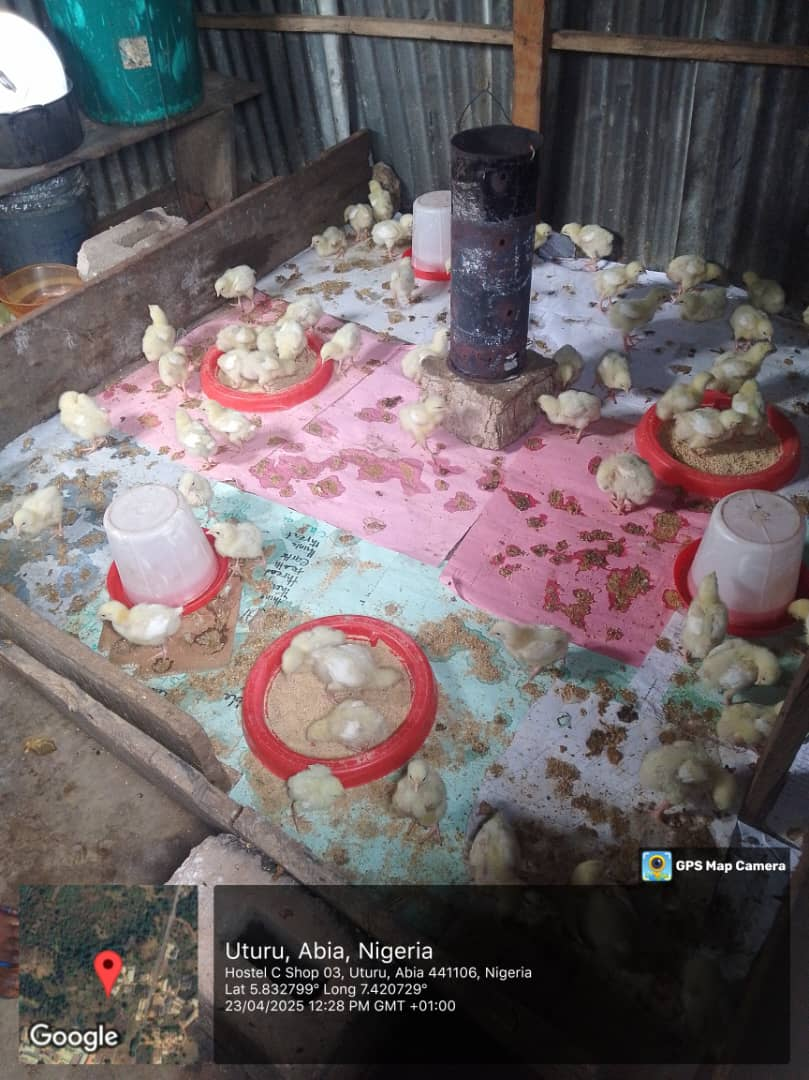 GPS Map Camera
Uturu, Abia, Nigeria
Hostel C Shop 03, Uturu, Abia 441106, Nigeria
Lat 5.832799° Long 7.420729°
23/04/2025 12:28 PM GMT +01:00
Google